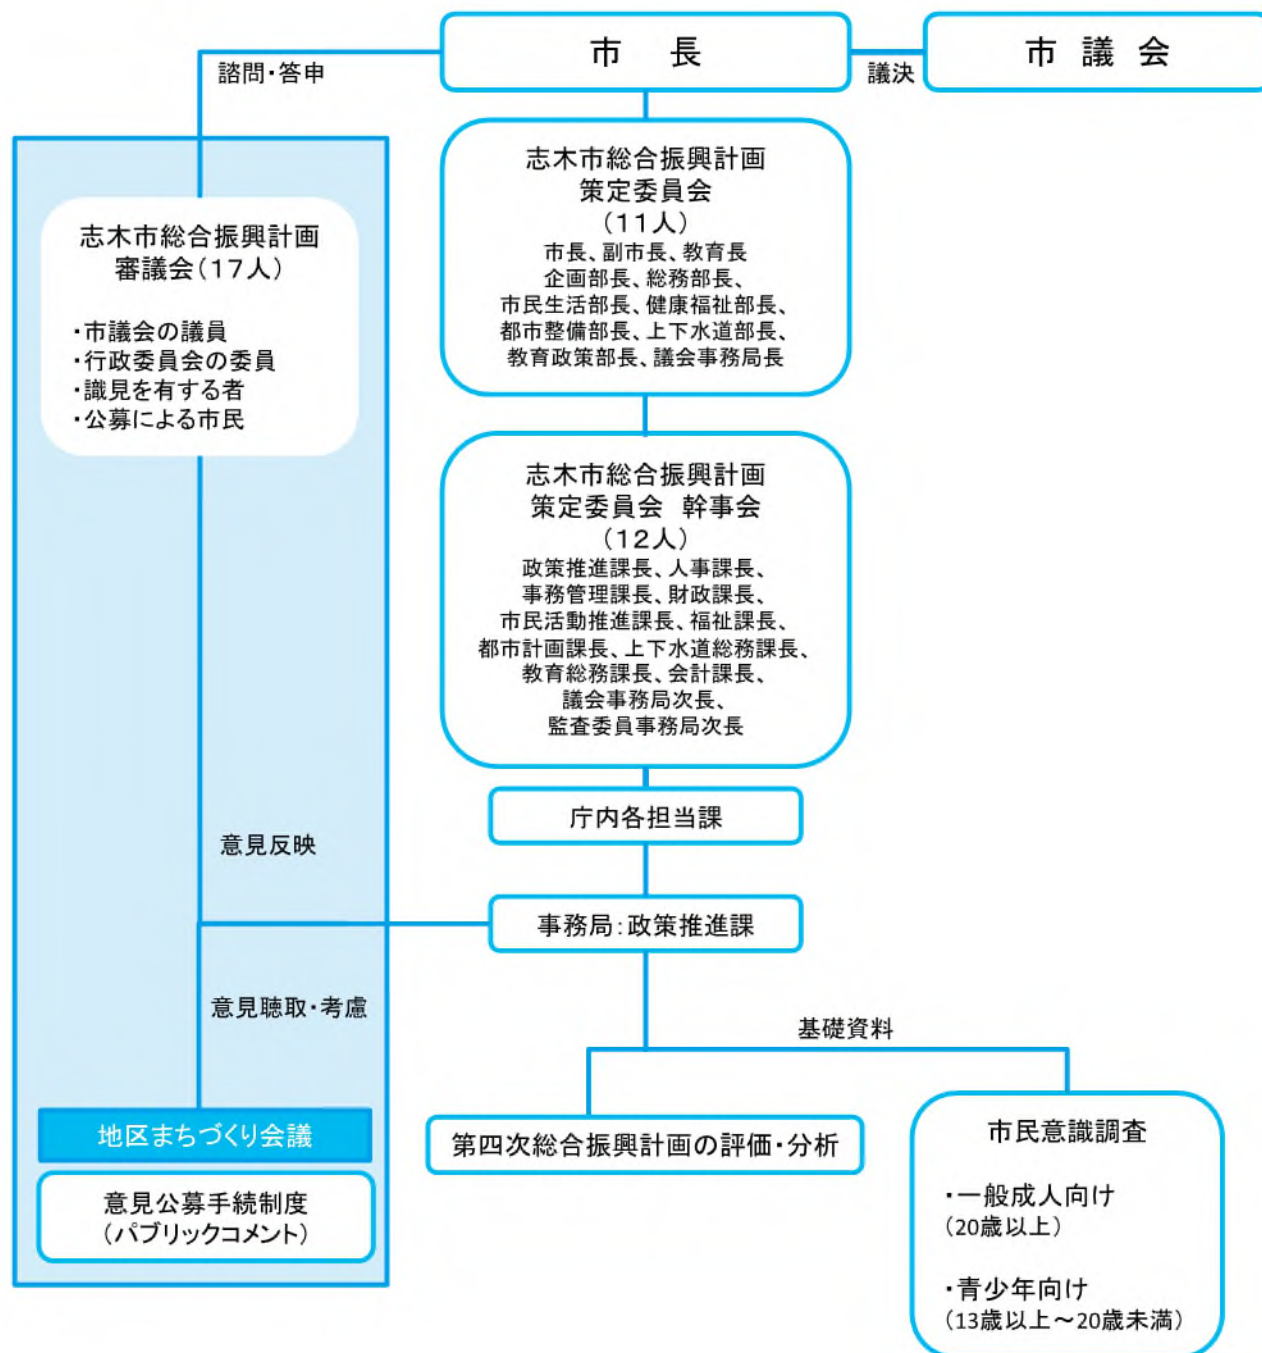 市　長
議決
市 議 会
諮問・答申
志木市総合振興計画
審議会（１７人）
・市議会の議員
・行政委員会の委員
・識見を有する者
・公募による市民
志木市総合振興計画
策定委員会
（１１人）
市長、副市長、教育長
企画部長、総務部長、
市民生活部長、健康福祉部長、
都市整備部長、上下水道部長、
教育政策部長、議会事務局長
志木市総合振興計画
策定委員会　幹事会
（１２人）
政策推進課長、人事課長、
事務管理課長、財政課長、
市民活動推進課長、福祉課長、
都市計画課長、上下水道総務課長、
教育総務課長、会計課長、
議会事務局次長、
監査委員事務局次長
庁内各担当課
意見反映
事務局：政策推進課
意見聴取・考慮
基礎資料
地区まちづくり会議
意見公募手続制度
（パブリックコメント）
第四次総合振興計画の評価・分析
市民意識調査
・一般成人向け
（20歳以上）
・青少年向け
（13歳以上～20歳未満）